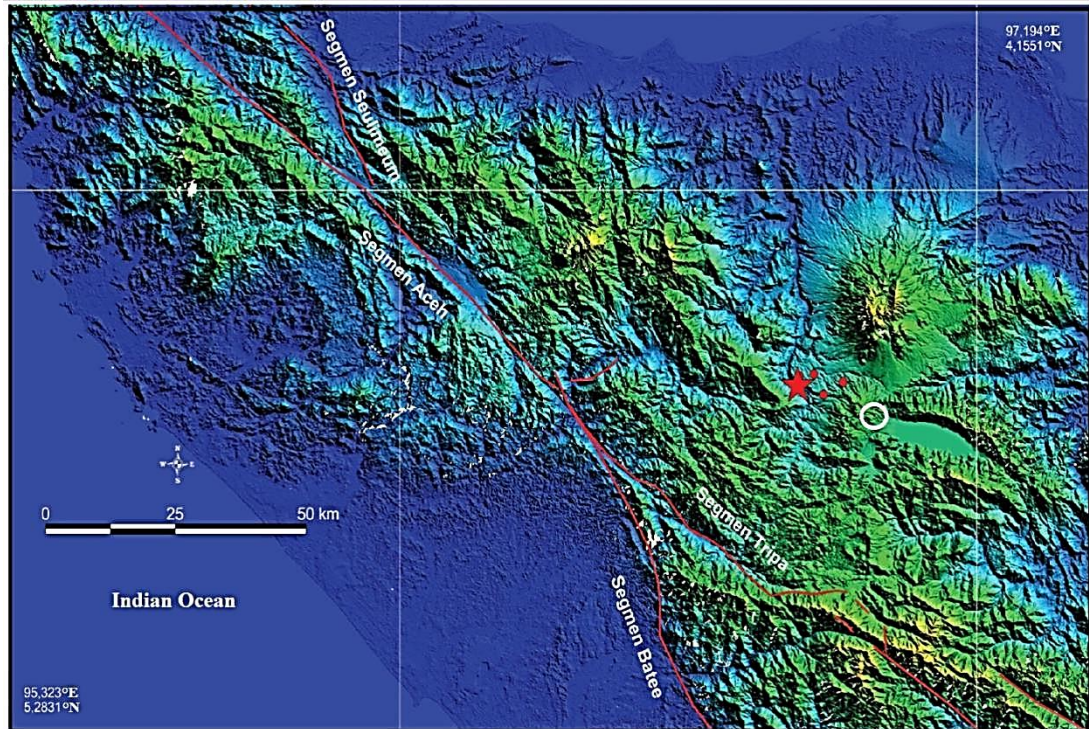 97,194°E
4,1551°N
Segmen Seulmeum
Segmen Aceh
N
W E
S
0 25 50 km
Segmen Tripa
Indian Ocean
Segmen Batee
95,323°E
5,2831°N